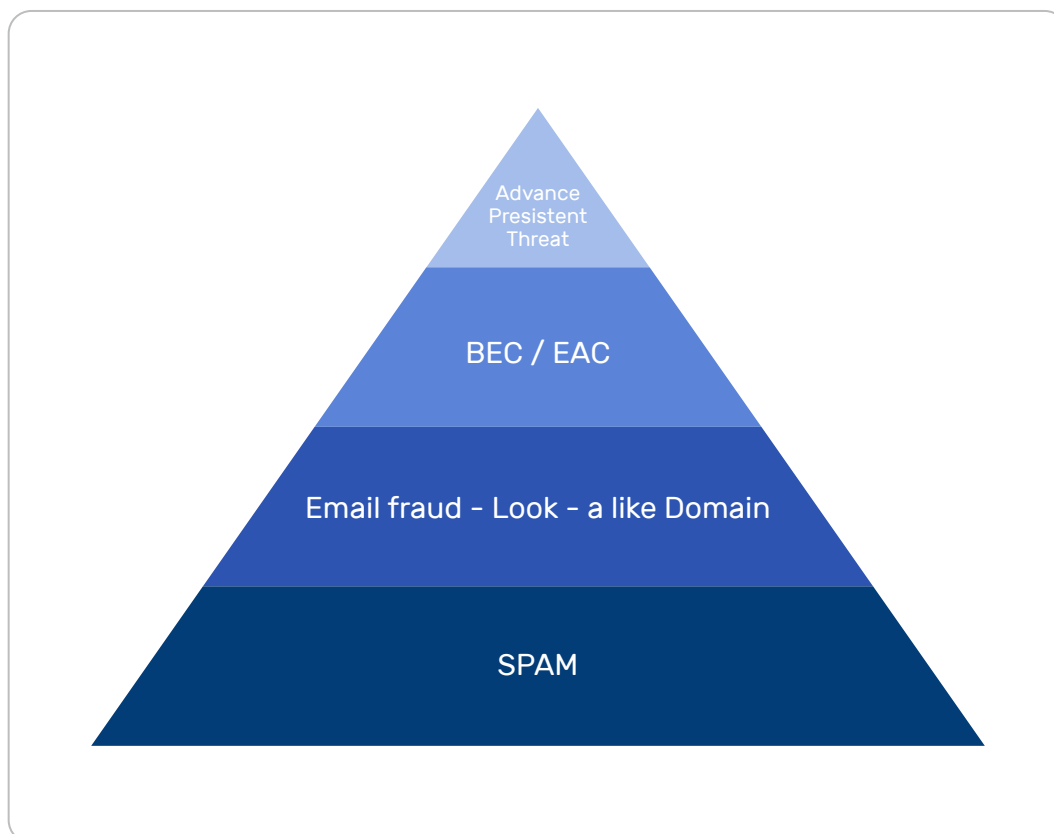 Advance
Presistent
Threat
BEC / EAC
Email fraud - Look - a like Domain
SPAM